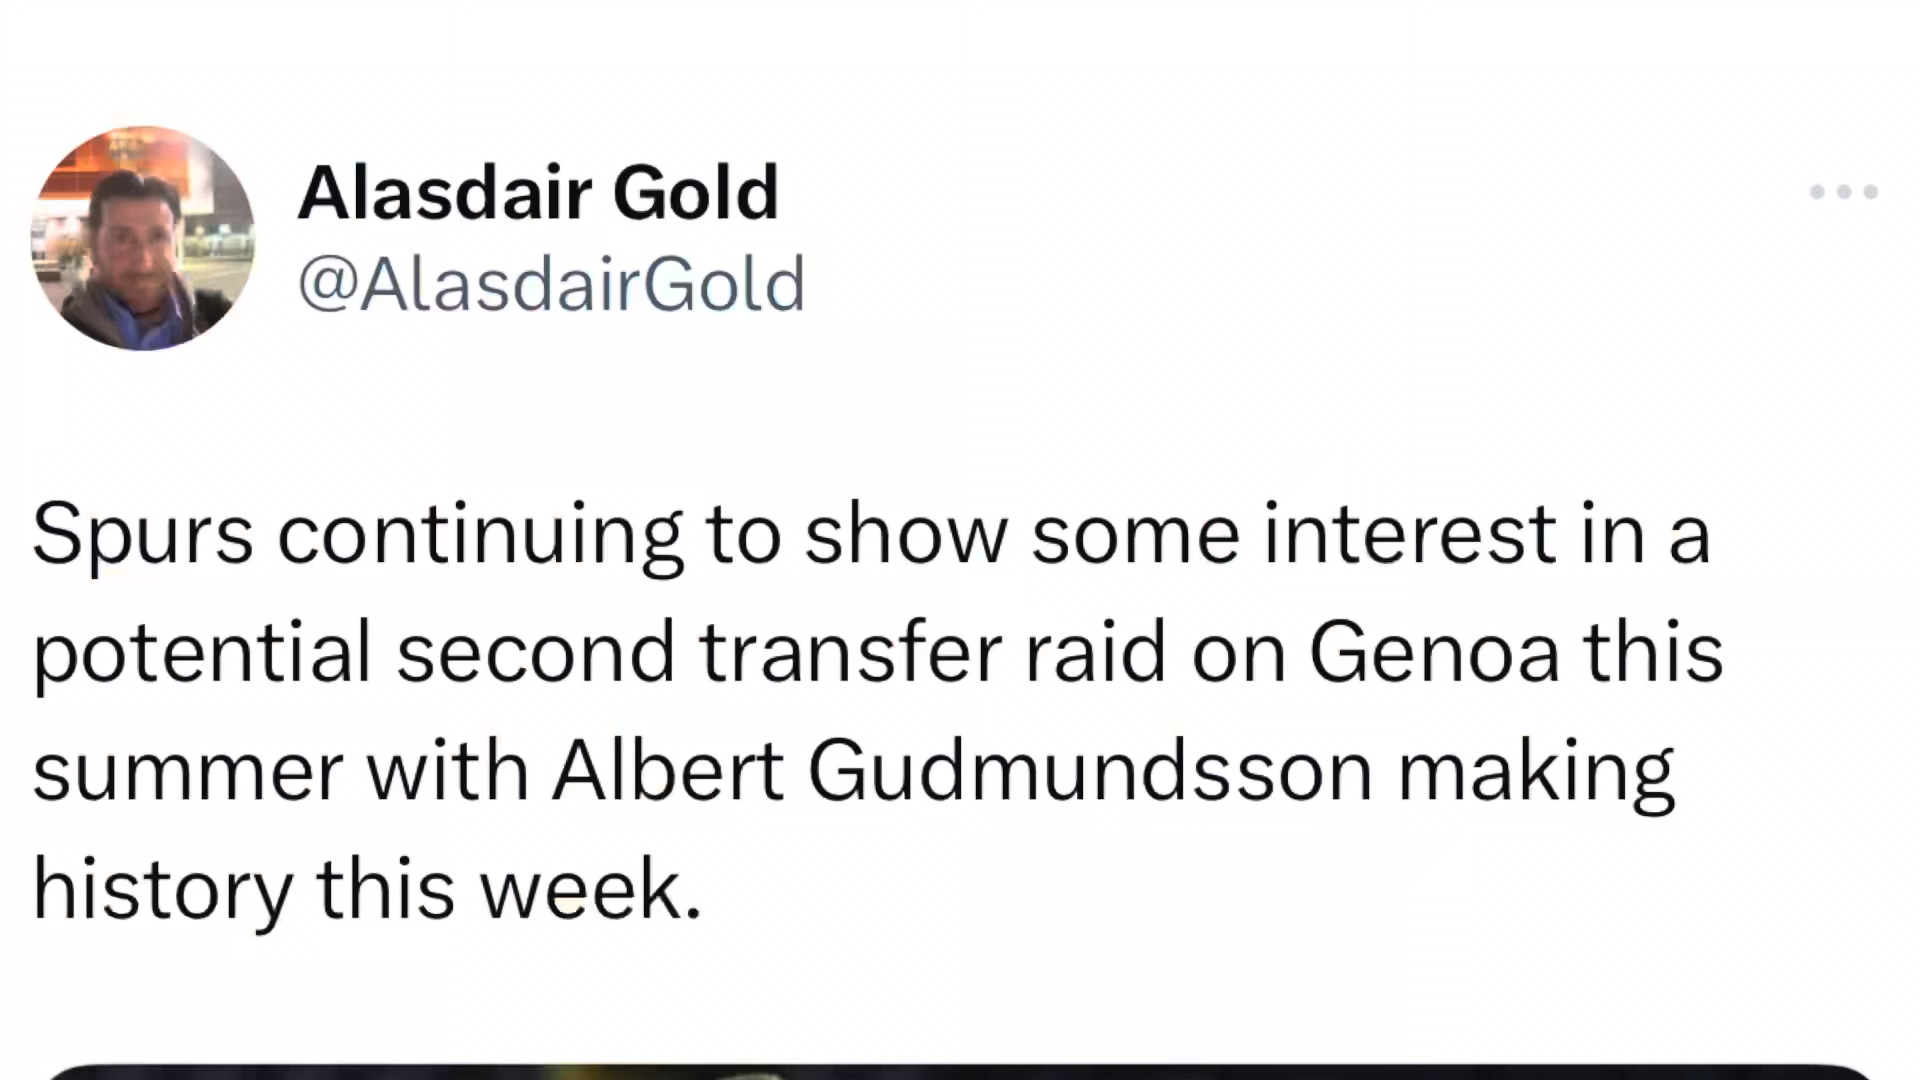 Alasdair Gold
@AlasdairGold
Spurs continuing to show some interest in a
potential second transfer raid on Genoa this
summer with Albert Gudmundsson making
history this week.